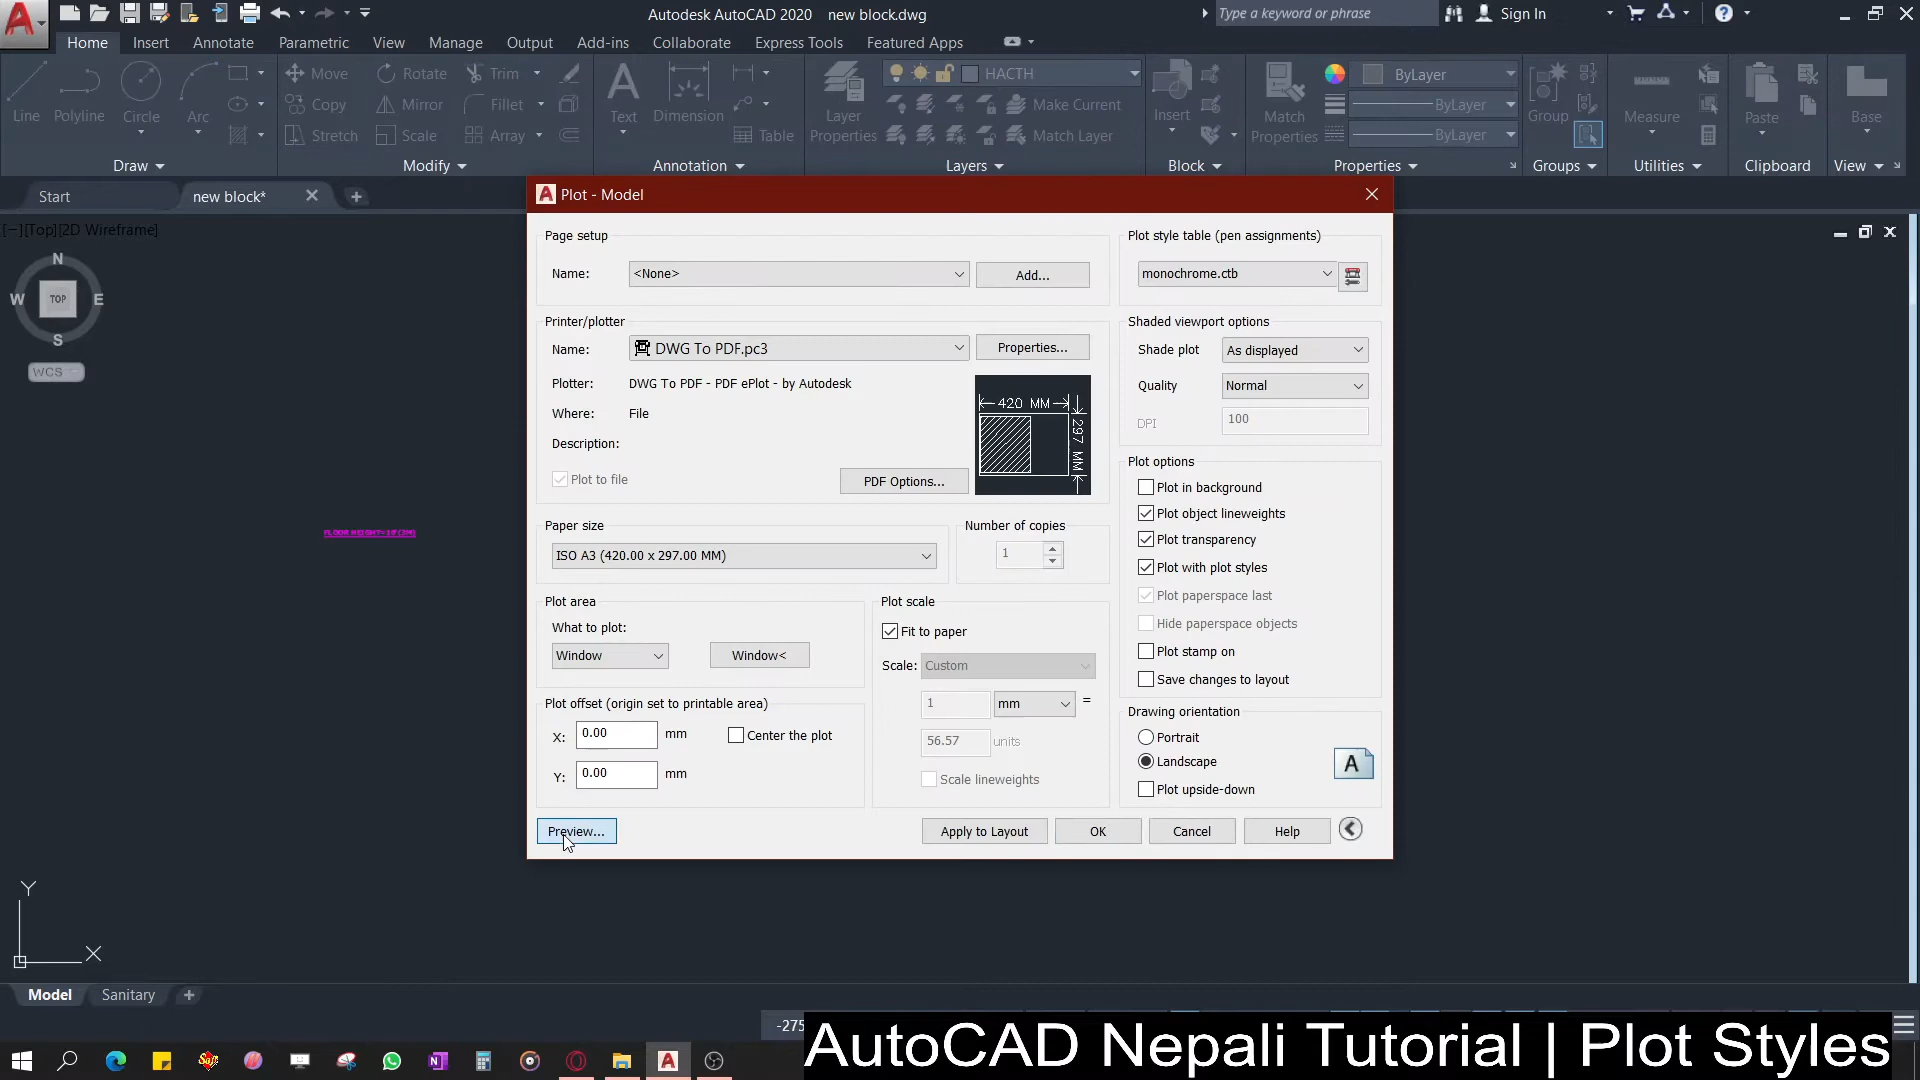 Autodesk AutoCAD 2020 new block.dwg
Type a keyword or phrase
Sign In
Home Insert Annotate Parametric View Manage Output Add-ins Collaborate Express Tools Featured Apps
Line
Polyline
Circle
Arc
Move
Copy
Stretch
Rotate
Mirror
Scale
Trim
Fillet
Array
Text
Dimension
Table
Layer
Properties
HACTH
Make Current
Match Layer
Insert
Match
Properties
ByLayer
ByLayer
ByLayer
Group
Measure
Paste
Base
Draw
Modify
Annotation
Layers
Block
Properties
Groups
Utilities
Clipboard
View
Start
new block*
[−][Top][2D Wireframe]
N
W
TOP
E
S
WCS
FLOOR HEIGHT=
Y
X
Plot - Model
Page setup
Name: <None>
Add...
Printer/plotter
Name: DWG To PDF.pc3
Properties...
Plotter: DWG To PDF - PDF ePlot - by Autodesk
Where: File
Description:
Plot to file
PDF Options...
420 MM
297 MM
Paper size
ISO A3 (420.00 x 297.00 MM)
Number of copies
1
Plot area
What to plot:
Window
Window<
Plot scale
Fit to paper
Scale: Custom
1 mm =
56.57 units
Scale lineweights
Plot offset (origin set to printable area)
X: 0.00 mm
Center the plot
Y: 0.00 mm
Plot style table (pen assignments)
monochrome.ctb
Shaded viewport options
Shade plot As displayed
Quality Normal
DPI 100
Plot options
Plot in background
Plot object lineweights
Plot transparency
Plot with plot styles
Plot paperspace last
Hide paperspace objects
Plot stamp on
Save changes to layout
Drawing orientation
Portrait
Landscape
Plot upside-down
A
Preview...
Apply to Layout
OK
Cancel
Help
Model
Sanitary
-275
AutoCAD Nepali Tutorial | Plot Styles